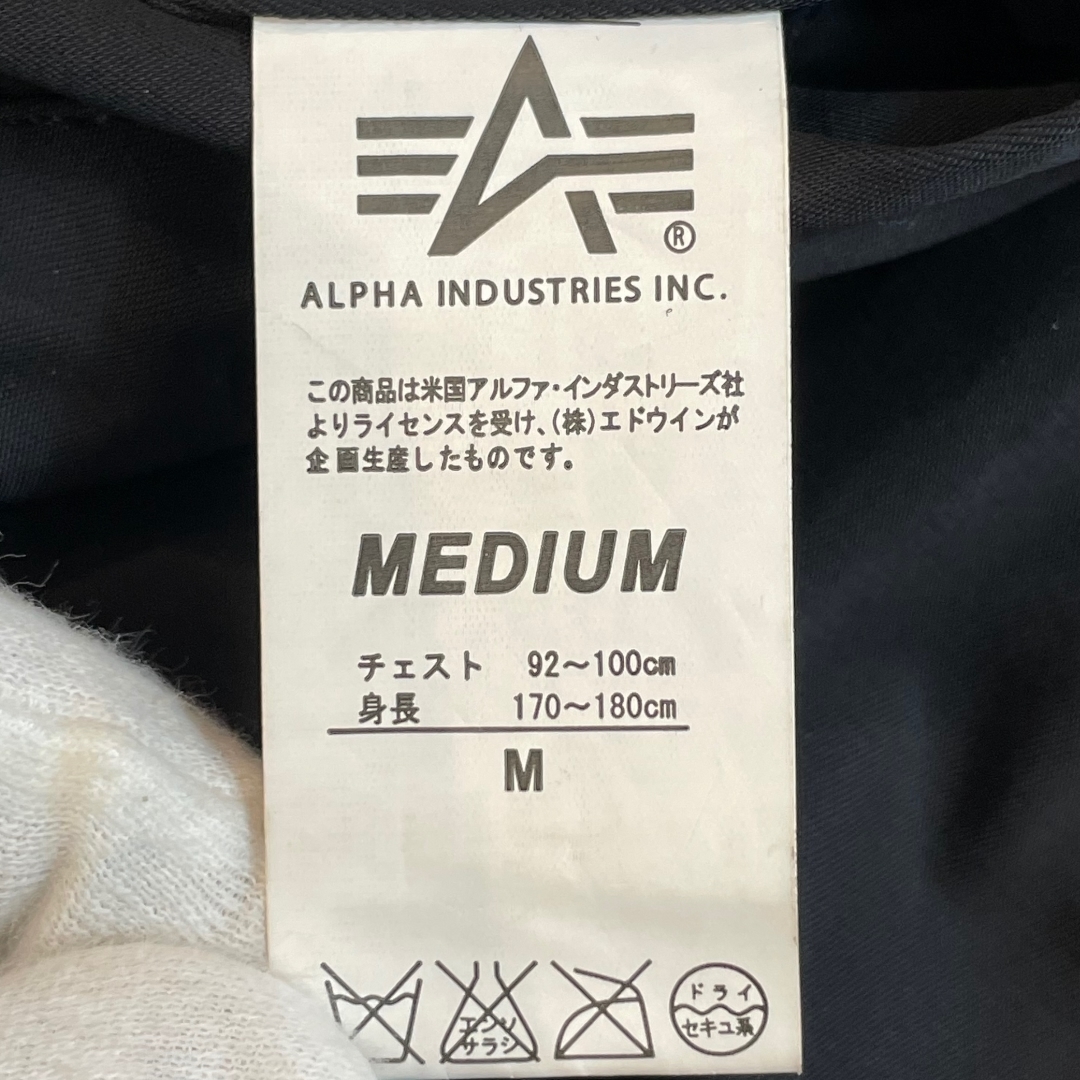 ®
ALPHA INDUSTRIES INC.
この商品は米国アルファ・インダストリーズ社
よりライセンスを受け、(株)エドウインが
企画生産したものです。
MEDIUM
チェスト 92～100cm
身長 170～180cm
M
エンソ
サラシ
ドライ
セキユ系